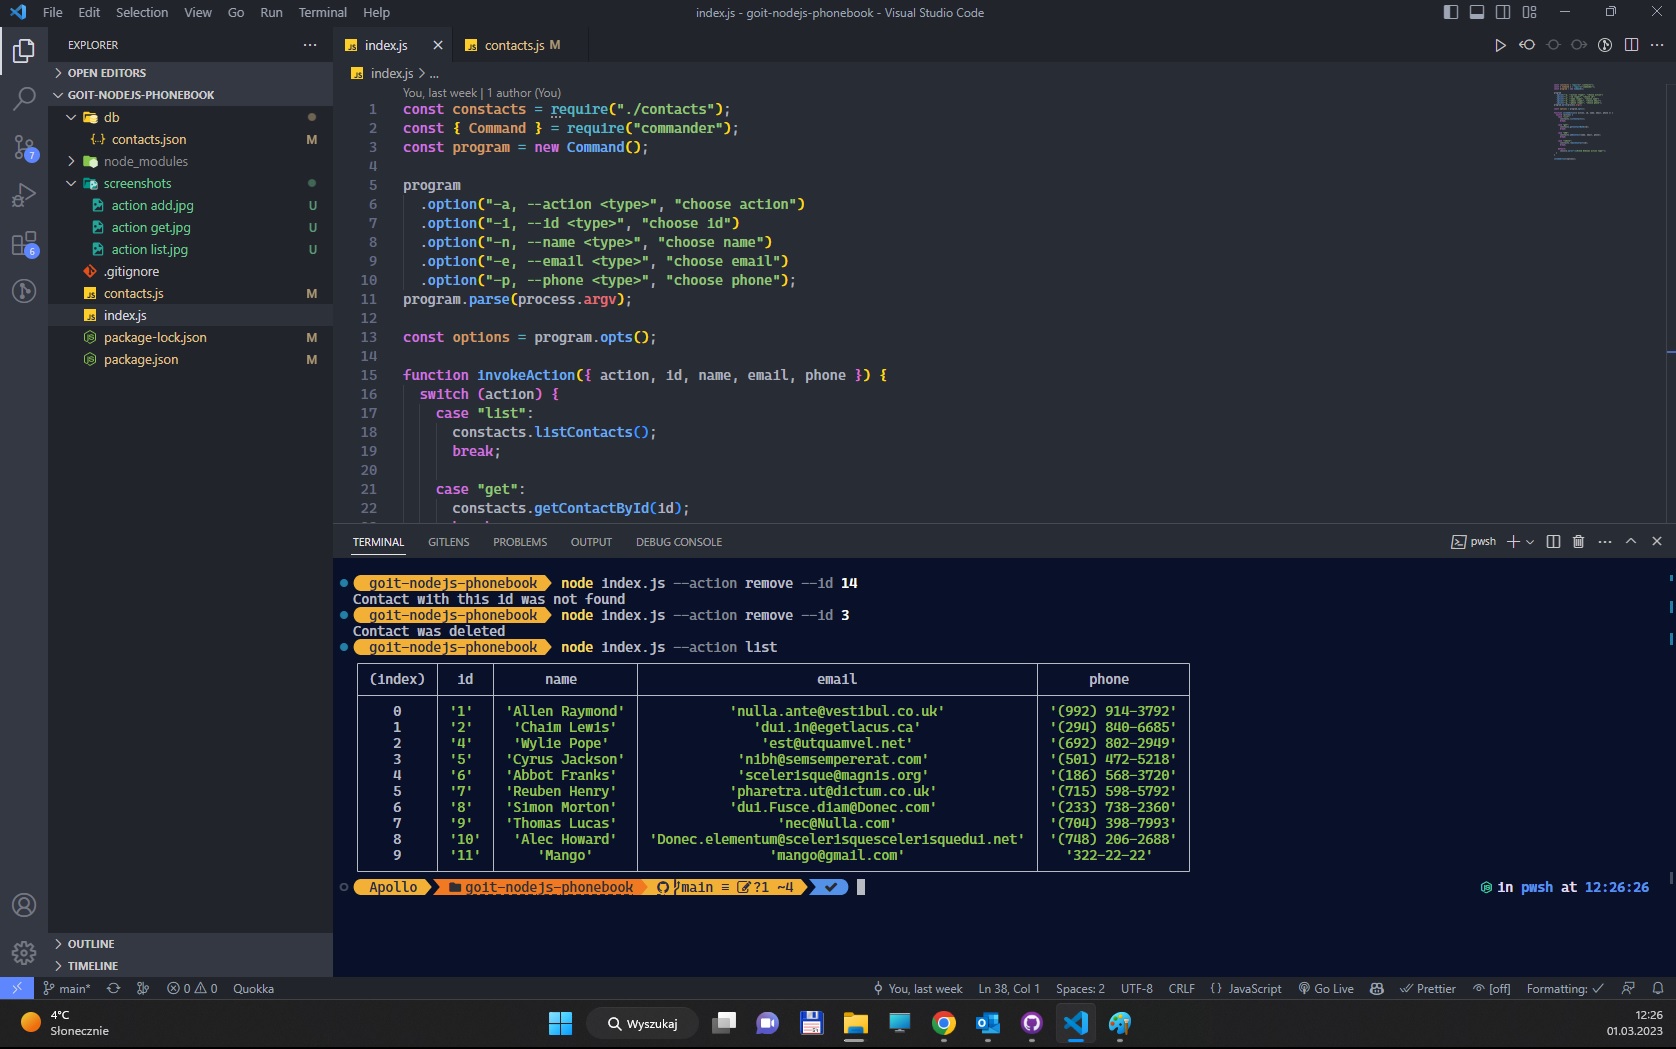 File Edit Selection View Go Run Terminal Help
index.js - goit-nodejs-phonebook - Visual Studio Code
EXPLORER
OPEN EDITORS
GOIT-NODEJS-PHONEBOOK
db
contacts.json M
node_modules
screenshots
action add.jpg U
action get.jpg U
action list.jpg U
.gitignore
contacts.js M
index.js
package-lock.json M
package.json M
OUTLINE
TIMELINE
7
6
index.js
contacts.js M
index.js > ...
You, last week | 1 author (You)
1 const constacts = require("./contacts");
2 const { Command } = require("commander");
3 const program = new Command();
4
5 program
6 .option("-a, --action <type>", "choose action")
7 .option("-i, --id <type>", "choose id")
8 .option("-n, --name <type>", "choose name")
9 .option("-e, --email <type>", "choose email")
10 .option("-p, --phone <type>", "choose phone");
11 program.parse(process.argv);
12
13 const options = program.opts();
14
15 function invokeAction({ action, id, name, email, phone }) {
16 switch (action) {
17 case "list":
18 constacts.listContacts();
19 break;
20
21 case "get":
22 constacts.getContactById(id);
TERMINAL GITLENS PROBLEMS OUTPUT DEBUG CONSOLE
pwsh
goit-nodejs-phonebook node index.js --action remove --id 14
Contact with this id was not found
goit-nodejs-phonebook node index.js --action remove --id 3
Contact was deleted
goit-nodejs-phonebook node index.js --action list
(index) id name email phone
0 '1' 'Allen Raymond' 'nulla.ante@vestibul.co.uk' '(992) 914-3792'
1 '2' 'Chaim Lewis' 'dui.in@egetlacus.ca' '(294) 840-6685'
2 '4' 'Wylie Pope' 'est@utquamvel.net' '(692) 802-2949'
3 '5' 'Cyrus Jackson' 'nibh@semsempererat.com' '(501) 472-5218'
4 '6' 'Abbot Franks' 'scelerisque@magnis.org' '(186) 568-3720'
5 '7' 'Reuben Henry' 'pharetra.ut@dictum.co.uk' '(715) 598-5792'
6 '8' 'Simon Morton' 'dui.Fusce.diam@Donec.com' '(233) 738-2360'
7 '9' 'Thomas Lucas' 'nec@Nulla.com' '(704) 398-7993'
8 '10' 'Alec Howard' 'Donec.elementum@scelerisquescelerisquedui.net' '(748) 206-2688'
9 '11' 'Mango' 'mango@gmail.com' '322-22-22'
Apollo goit-nodejs-phonebook main ≡ ?1 ~4 ✔
in pwsh at 12:26:26
main* 0 0 Quokka
You, last week Ln 38, Col 1 Spaces: 2 UTF-8 CRLF {} JavaScript Go Live Prettier [off] Formatting: ✓
4°C
Słonecznie
Wyszukaj
12:26
01.03.2023